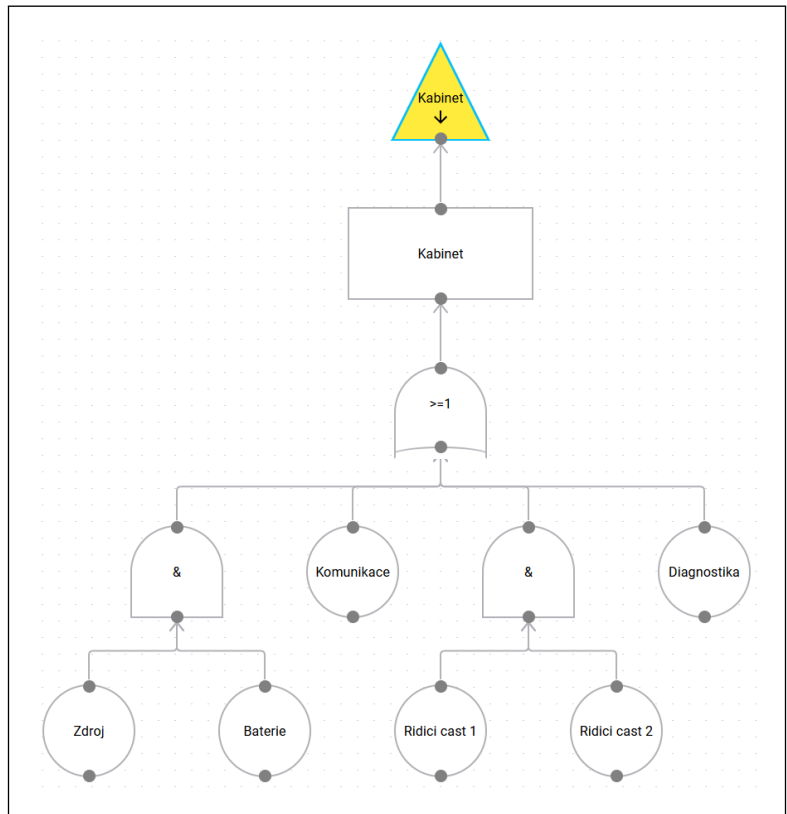 Kabinet
Kabinet
>=1
&
Komunikace
&
Diagnostika
Zdroj
Baterie
Ridici cast 1
Ridici cast 2